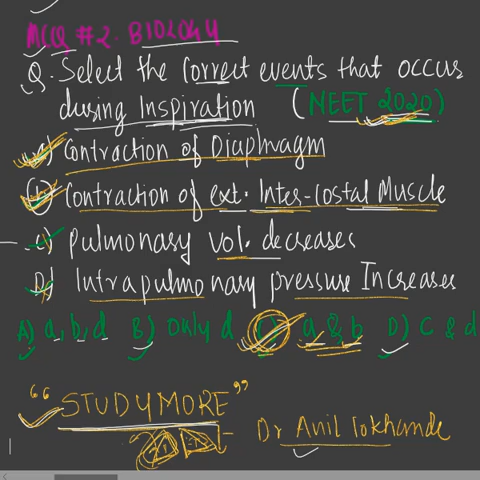 MCQ #2. BIOLOGY
Q. Select the correct events that occur
during Inspiration (NEET 2020)
a) Contraction of Diaphragm
b) Contraction of ext. Inter-costal Muscle
c) Pulmonary vol. decreases
D) Intrapulmonary pressure Increases
A) a, b, d B) Only d C) a & b D) C & d
"STUDYMORE"
Dr Anil lokhande